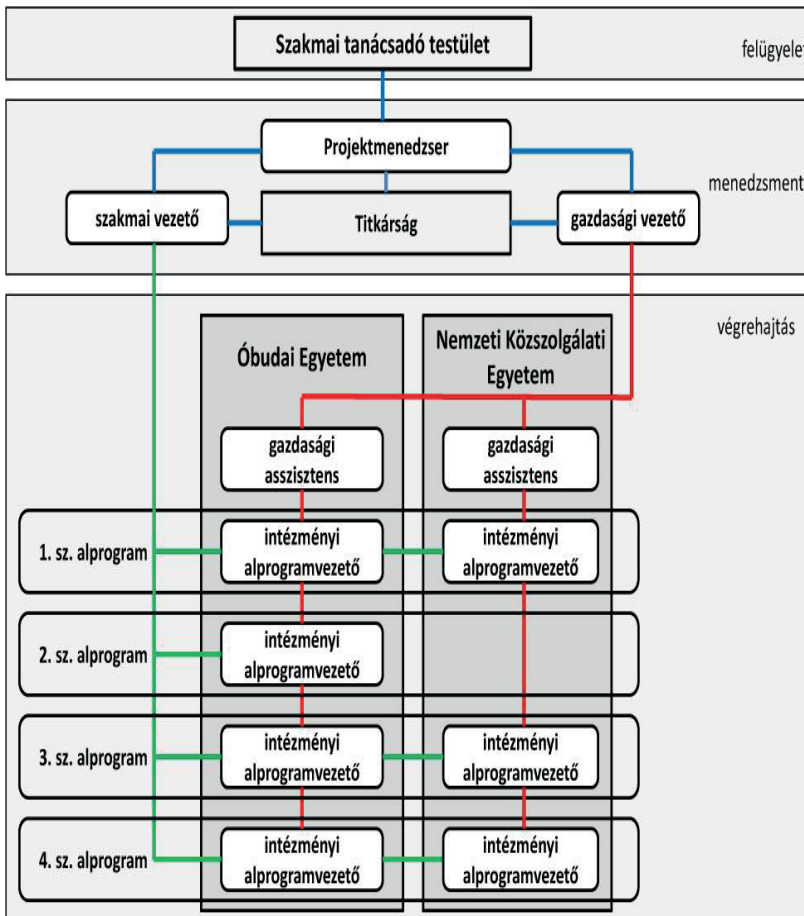 Szakmai tanácsadó testület
felügyelet
Projektmenedzser
menedzsment
szakmai vezető
Titkárság
gazdasági vezető
végrehajtás
Óbudai Egyetem
Nemzeti Közszolgálati
Egyetem
gazdasági
asszisztens
gazdasági
asszisztens
1. sz. alprogram
intézményi
alprogramvezető
intézményi
alprogramvezető
2. sz. alprogram
intézményi
alprogramvezető
3. sz. alprogram
intézményi
alprogramvezető
intézményi
alprogramvezető
4. sz. alprogram
intézményi
alprogramvezető
intézményi
alprogramvezető